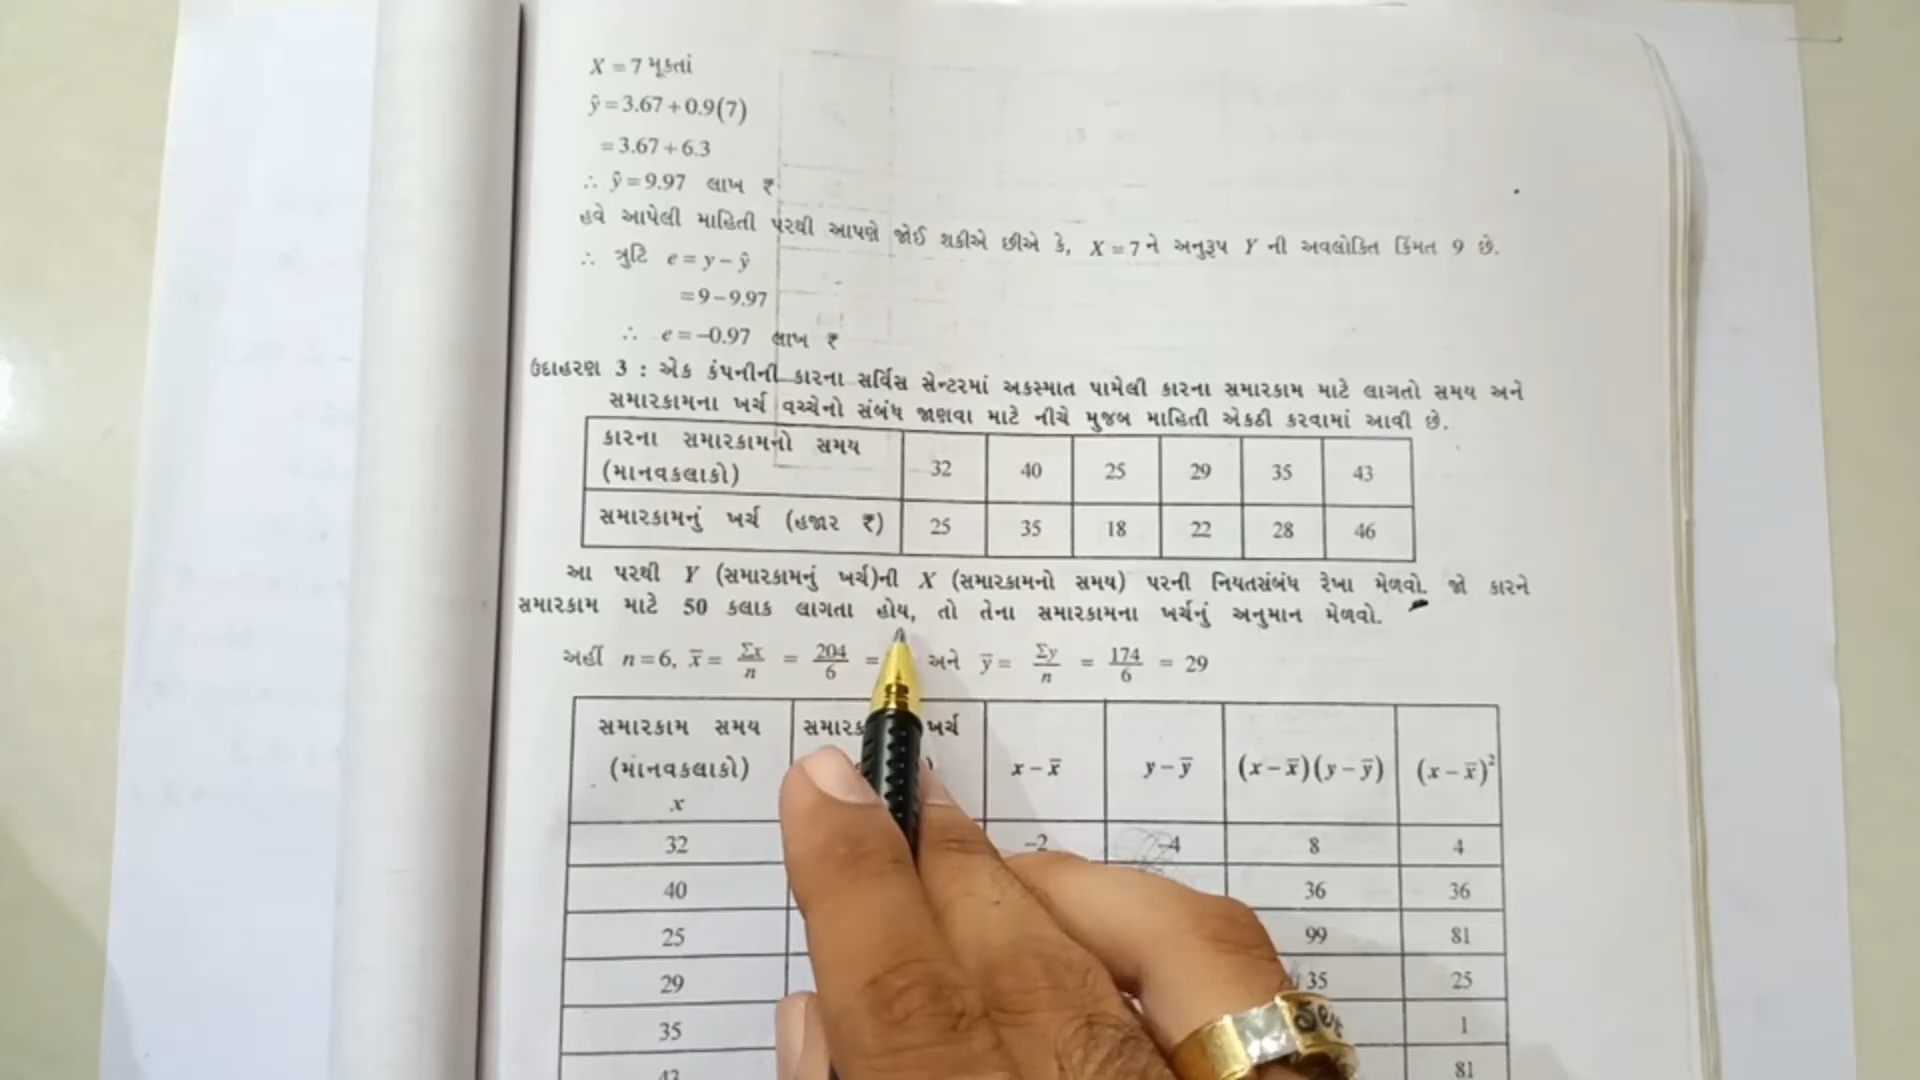 X = 7 મૂકતાં
ŷ = 3.67 + 0.9(7)
= 3.67 + 6.3
∴ ŷ = 9.97 લાખ ₹
હવે આપેલી માહિતી પરથી આપણે જોઈ શકીએ છીએ કે, X = 7 ને અનુરૂપ Y ની અવલોકિત કિંમત 9 છે.
∴ ત્રુટિ e = y − ŷ
= 9 − 9.97
∴ e = −0.97 લાખ ₹
ઉદાહરણ 3 : એક કંપનીની કારના સર્વિસ સેન્ટરમાં અકસ્માત પામેલી કારના સમારકામ માટે લાગતો સમય અને
સમારકામના ખર્ચ વચ્ચેનો સંબંધ જાણવા માટે નીચે મુજબ માહિતી એકઠી કરવામાં આવી છે.
કારના સમારકામનો સમય
(માનવકલાકો) 32 40 25 29 35 43
સમારકામનું ખર્ચ (હજાર ₹) 25 35 18 22 28 46
આ પરથી Y (સમારકામનું ખર્ચ)ની X (સમારકામનો સમય) પરની નિયતસંબંધ રેખા મેળવો. જો કારને
સમારકામ માટે 50 કલાક લાગતા હોય, તો તેના સમારકામના ખર્ચનું અનુમાન મેળવો.
અહીં n = 6, x̅ = Σx/n = 204/6 = અને y̅ = Σy/n = 174/6 = 29
સમારકામ સમય ખર્ચ
(માનવકલાકો) x − x̅ y − y̅ (x − x̅)(y − y̅) (x − x̅)²
x
32 −2 −4 8 4
40 36 36
25 99 81
29 35 25
35 1
43 81